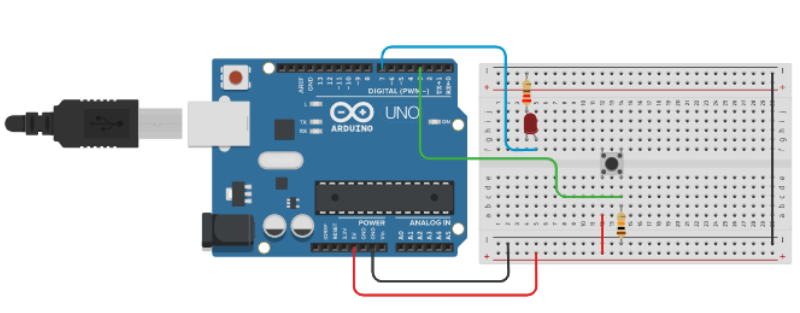 AREF
GND
13
12
~11
~10
~9
8
7
~6
~5
4
2
TX→1
RX←0
DIGITAL (PWM~)
L
TX
RX
UNO
ARDUINO
ON
IOREF
RESET
3.3V
5V
GND
GND
Vin
POWER
ANALOG IN
A0
A1
A2
A3
A4
A5